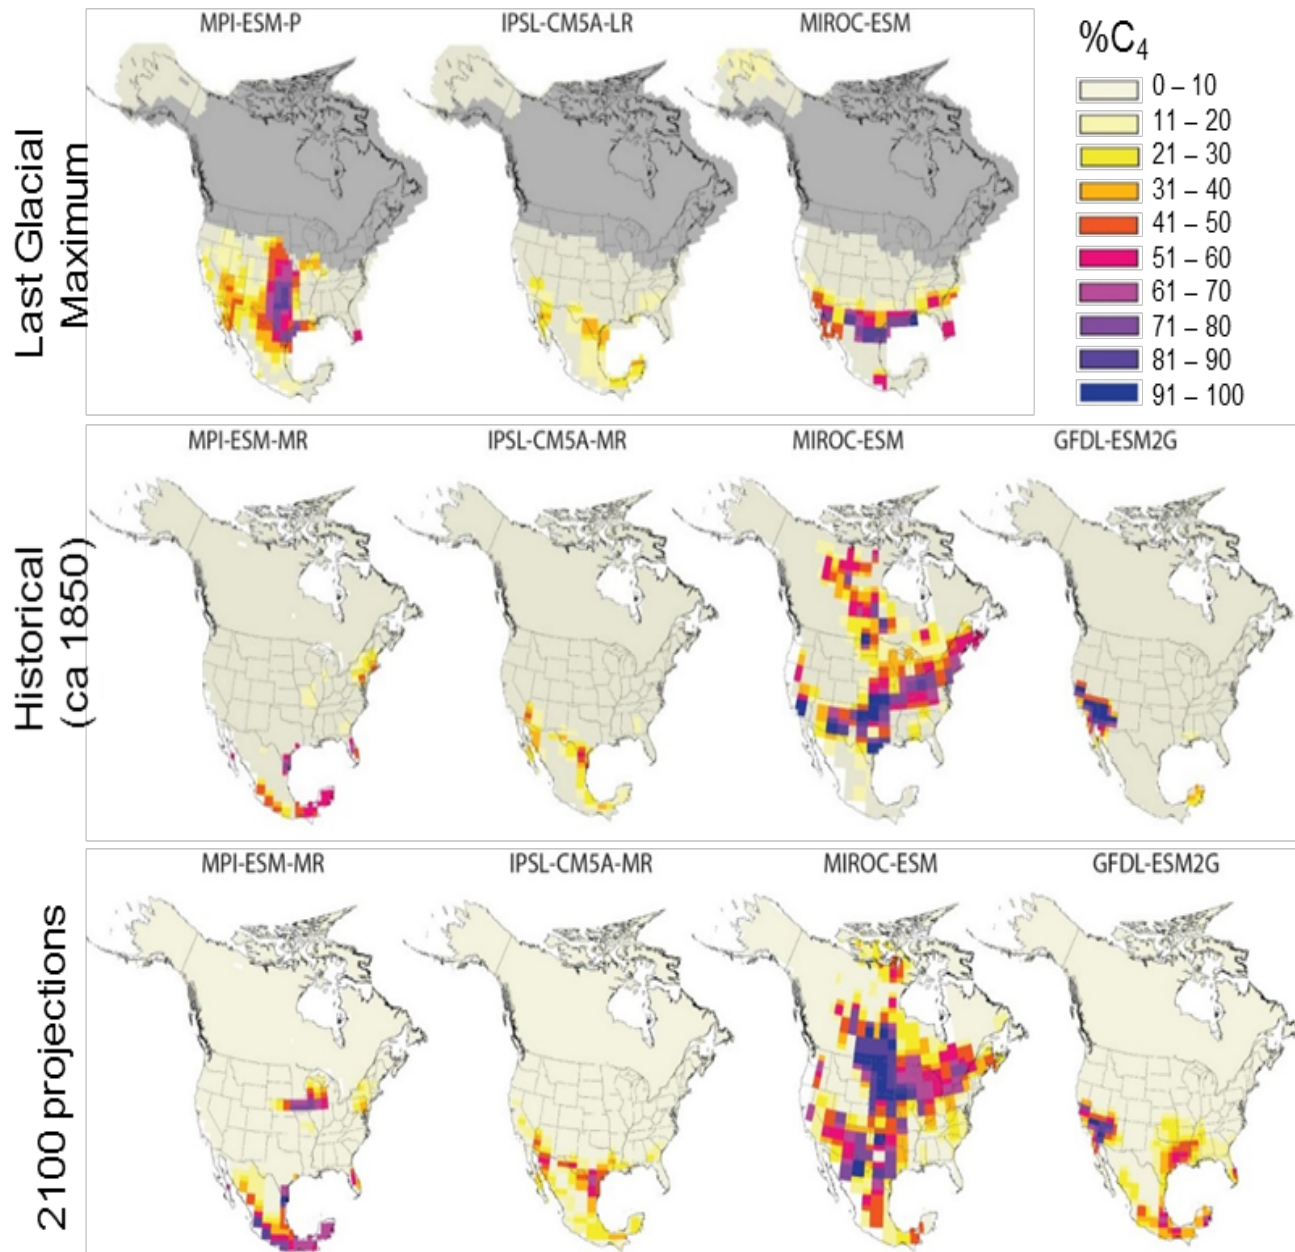 MPI-ESM-P IPSL-CM5A-LR MIROC-ESM
%C₄
0 – 10
11 – 20
21 – 30
31 – 40
41 – 50
51 – 60
61 – 70
71 – 80
81 – 90
91 – 100
Last Glacial
Maximum
MPI-ESM-MR IPSL-CM5A-MR MIROC-ESM GFDL-ESM2G
Historical
(ca 1850)
MPI-ESM-MR IPSL-CM5A-MR MIROC-ESM GFDL-ESM2G
2100 projections